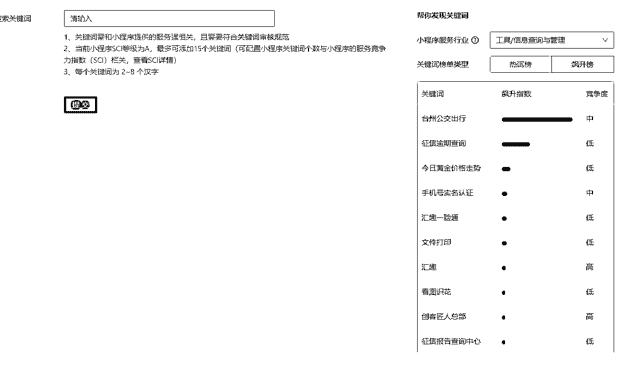 索关键词
请输入
1、关键词要和小程序提供的服务强相关，且需要符合关键词审核规范
2、当前小程序SCI等级为A，最多可添加15个关键词（可配置小程序关键词个数与小程序的服务竞争
力指数（SCI）相关，查看SCI详情）
3、每个关键词为 2~8 个汉字
提交
帮你发现关键词
小程序服务行业
工具/信息查询与管理
关键词榜单类型
热词榜
飙升榜
关键词 飙升指数 竞争度
台州公交出行 中
征信逾期查询 低
今日黄金价格走势 低
手机号实名认证 中
汇趣一脸通 低
文件打印 低
汇趣 高
看图识花 低
创客匠人总部 高
征信报告查询中心 低